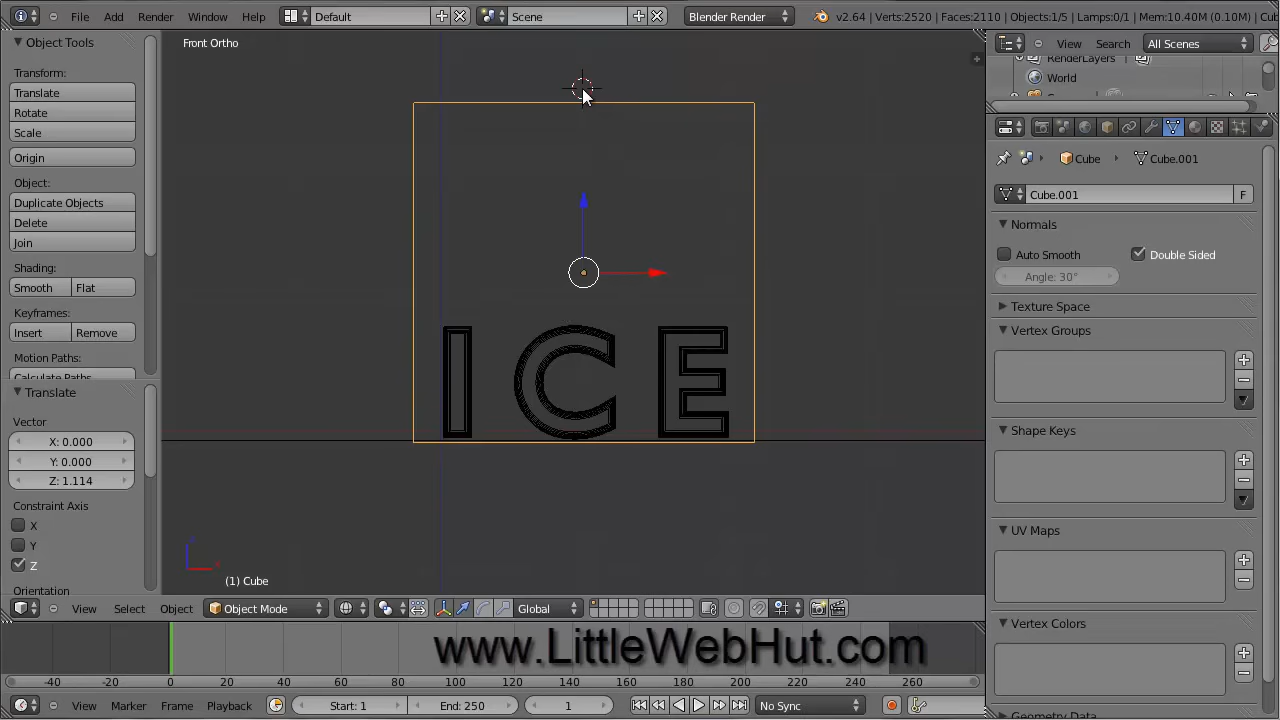 File Add Render Window Help Default Scene Blender Render v2.64 | Verts:2520 | Faces:2110 | Objects:1/5 | Lamps:0/1 | Mem:10.40M (0.10M) | Cu
Object Tools
Transform:
Translate
Rotate
Scale
Origin
Object:
Duplicate Objects
Delete
Join
Shading:
Smooth Flat
Keyframes:
Insert Remove
Motion Paths:
Translate
Vector
X: 0.000
Y: 0.000
Z: 1.114
Constraint Axis
X
Y
Z
Orientation
Front Ortho
ICE
(1) Cube
View Select Object Object Mode Global
www.LittleWebHut.com
-40 -20 0 20 40 60 80 100 120 140 160 180 200 220 240 260
View Marker Frame Playback Start: 1 End: 250 1 No Sync
View Search All Scenes
RenderLayers
World
Cube Cube.001
Cube.001 F
Normals
Auto Smooth Double Sided
Angle: 30°
Texture Space
Vertex Groups
Shape Keys
UV Maps
Vertex Colors